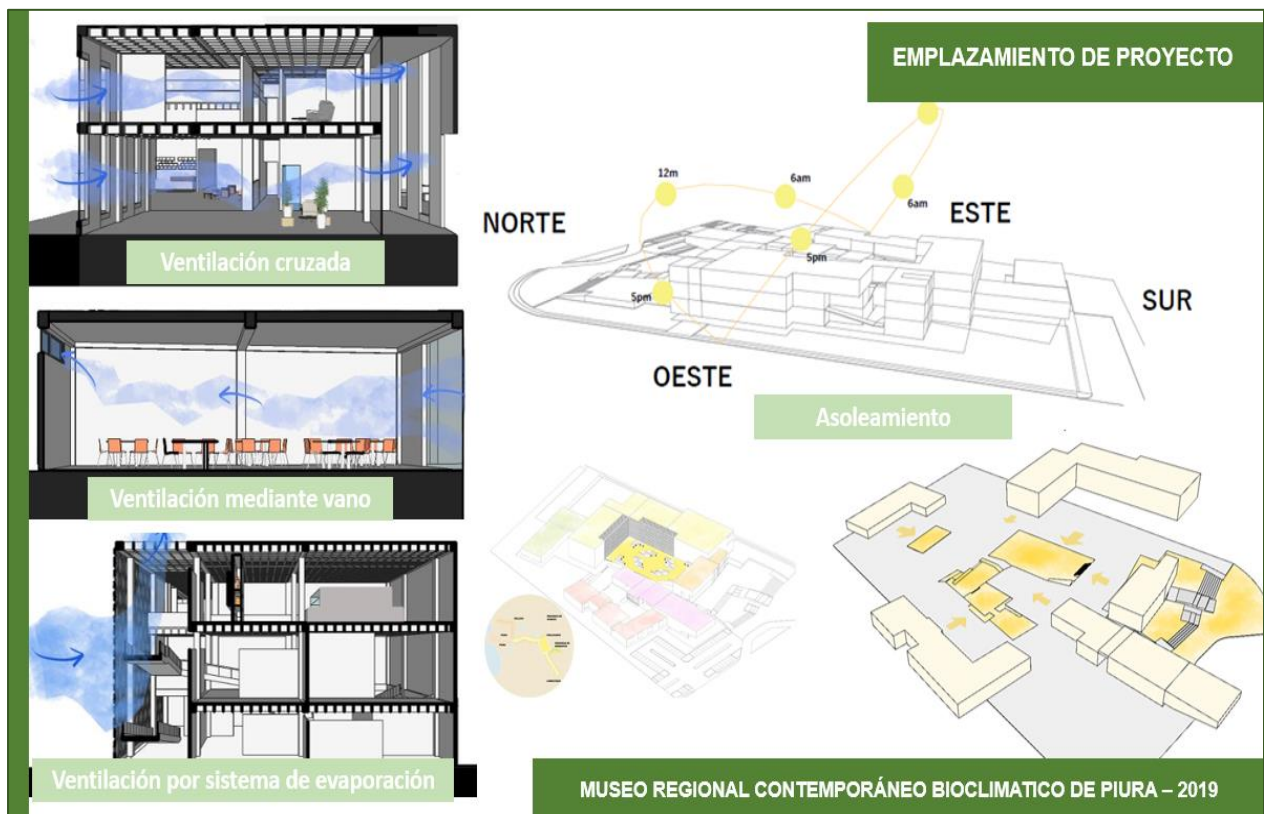 EMPLAZAMIENTO DE PROYECTO
Ventilación cruzada
Ventilación mediante vano
Ventilación por sistema de evaporación
12m
6am
6am
5pm
5pm
NORTE
ESTE
SUR
OESTE
Asoleamiento
MUSEO REGIONAL CONTEMPORÁNEO BIOCLIMATICO DE PIURA – 2019